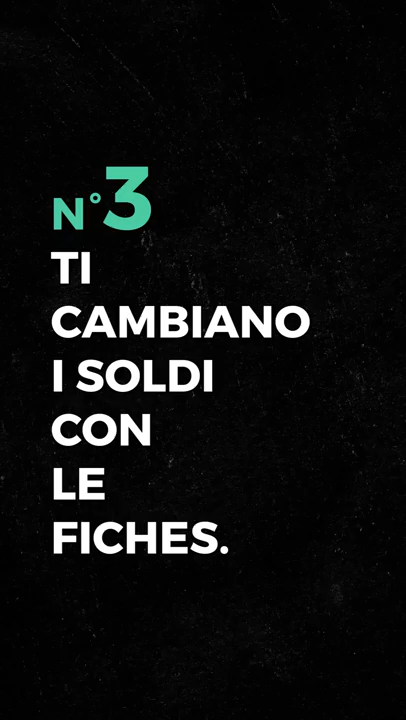 N°3
TI
CAMBIANO
I SOLDI
CON
LE
FICHES.